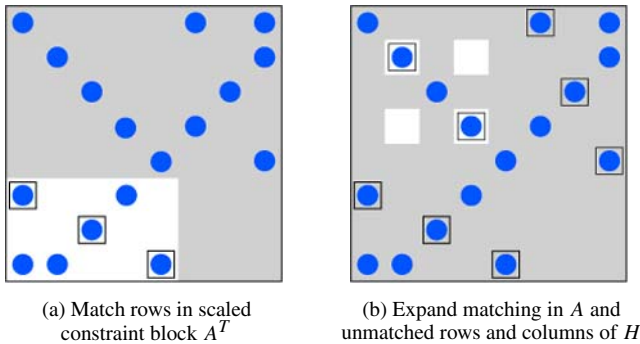 (a) Match rows in scaled
constraint block A^T
(b) Expand matching in A and
unmatched rows and columns of H